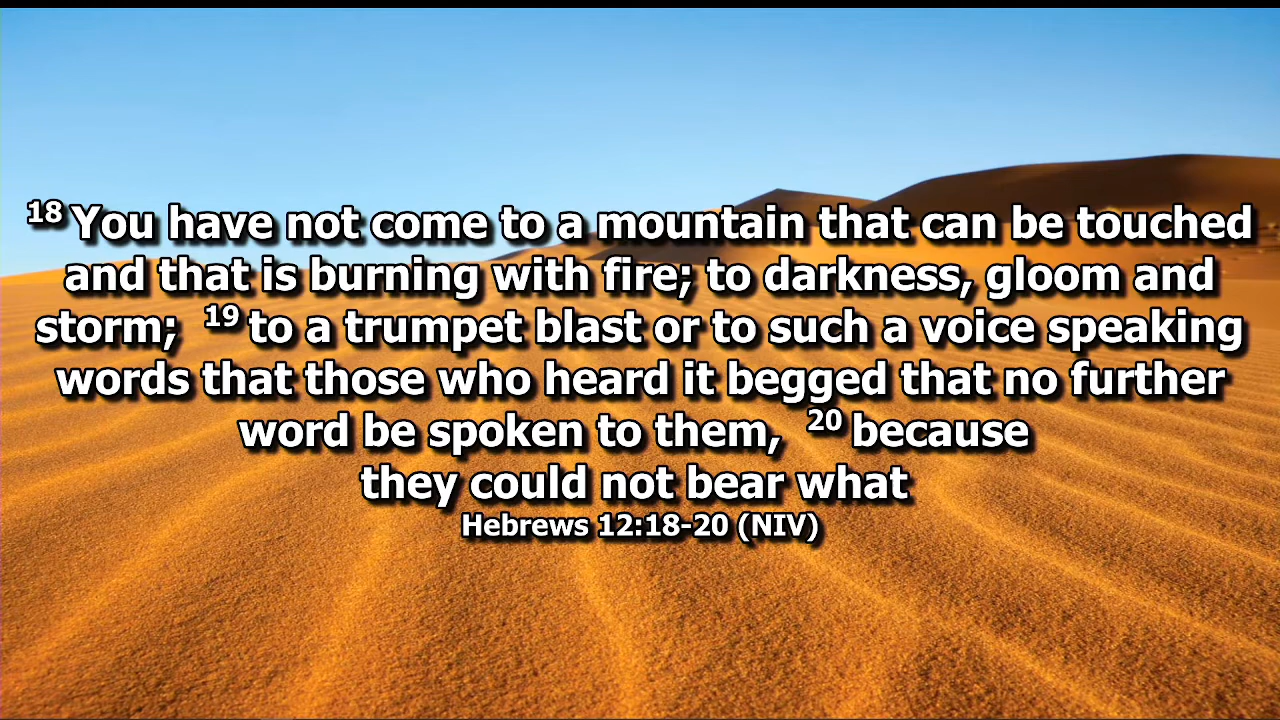 18 You have not come to a mountain that can be touched
and that is burning with fire; to darkness, gloom and
storm; 19 to a trumpet blast or to such a voice speaking
words that those who heard it begged that no further
word be spoken to them, 20 because
they could not bear what
Hebrews 12:18-20 (NIV)